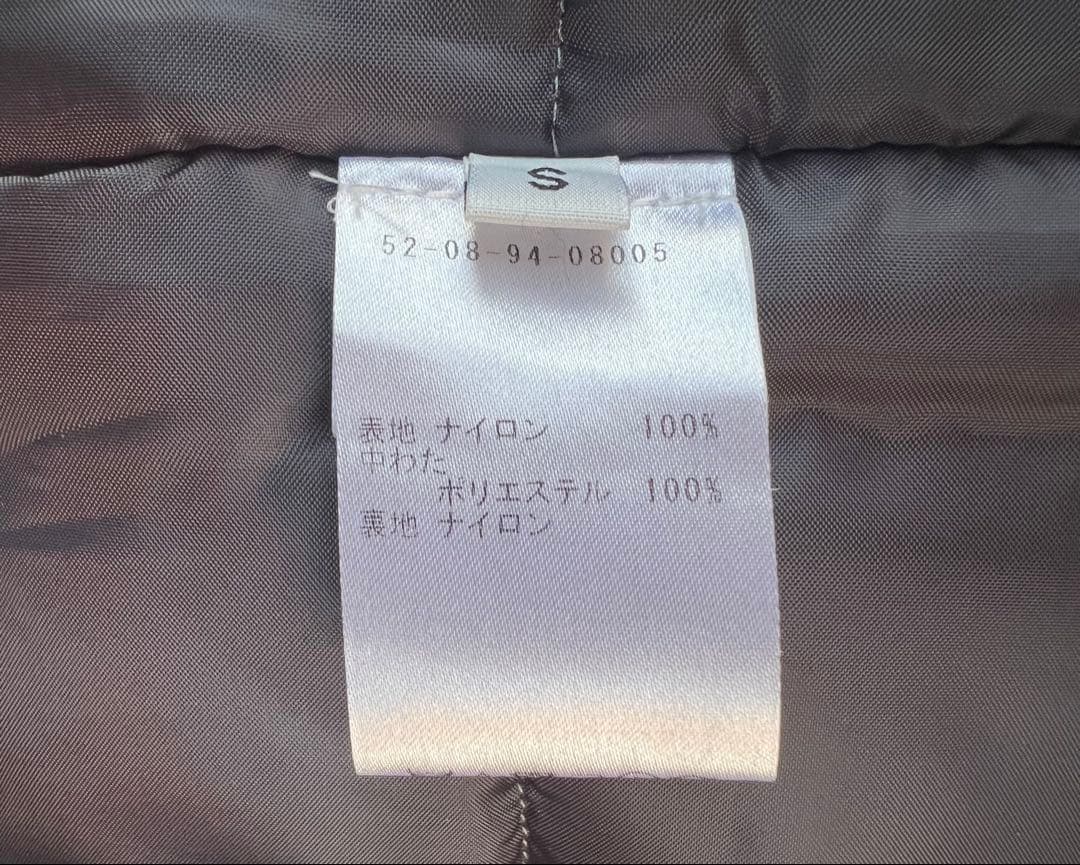 S
52-08-94-08005
表地 ナイロン 100%
中わた
ポリエステル 100%
裏地 ナイロン